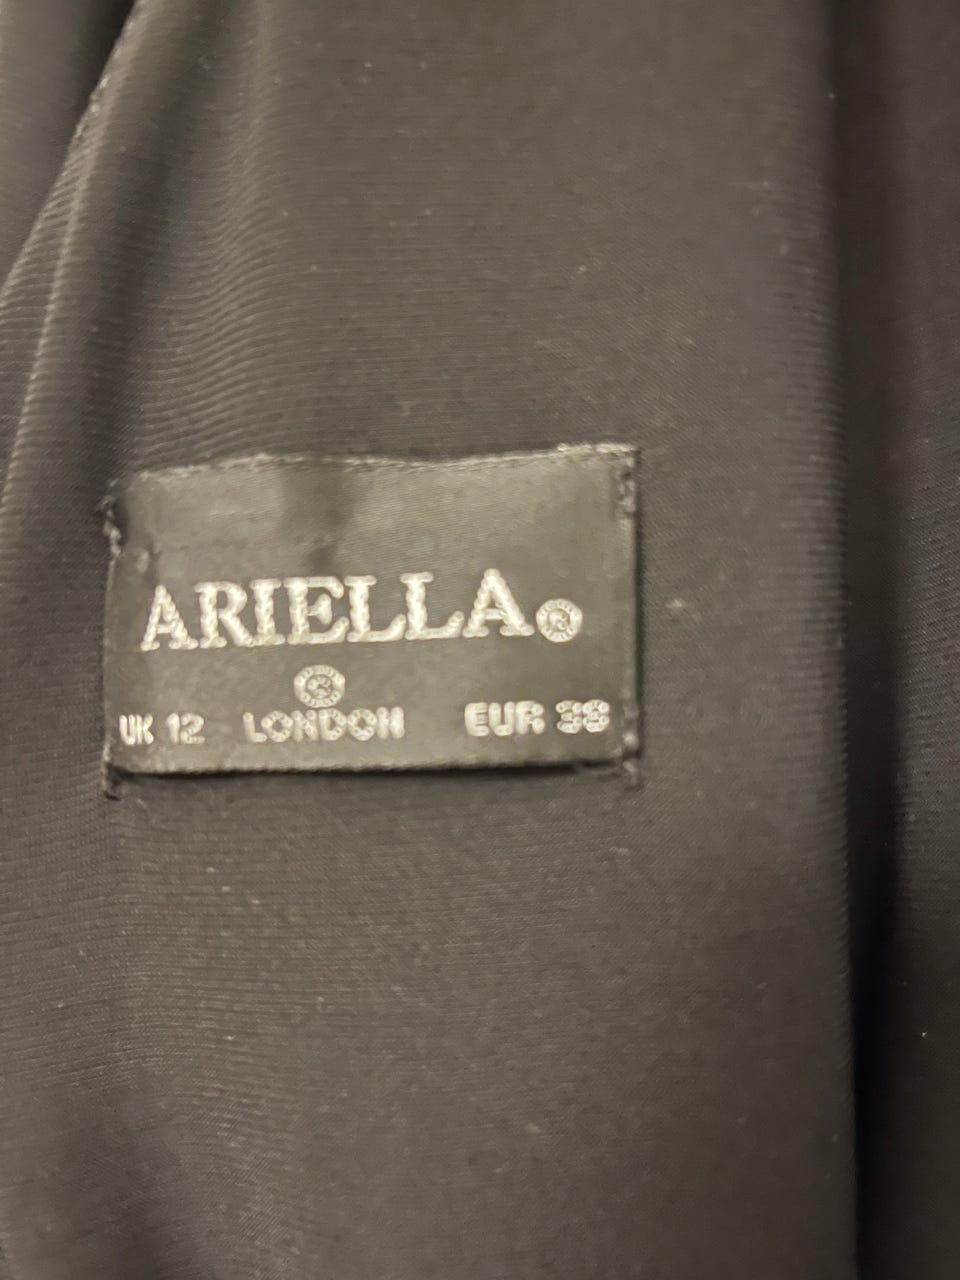 ARIELLA®
®
UK 12 LONDON EUR 38